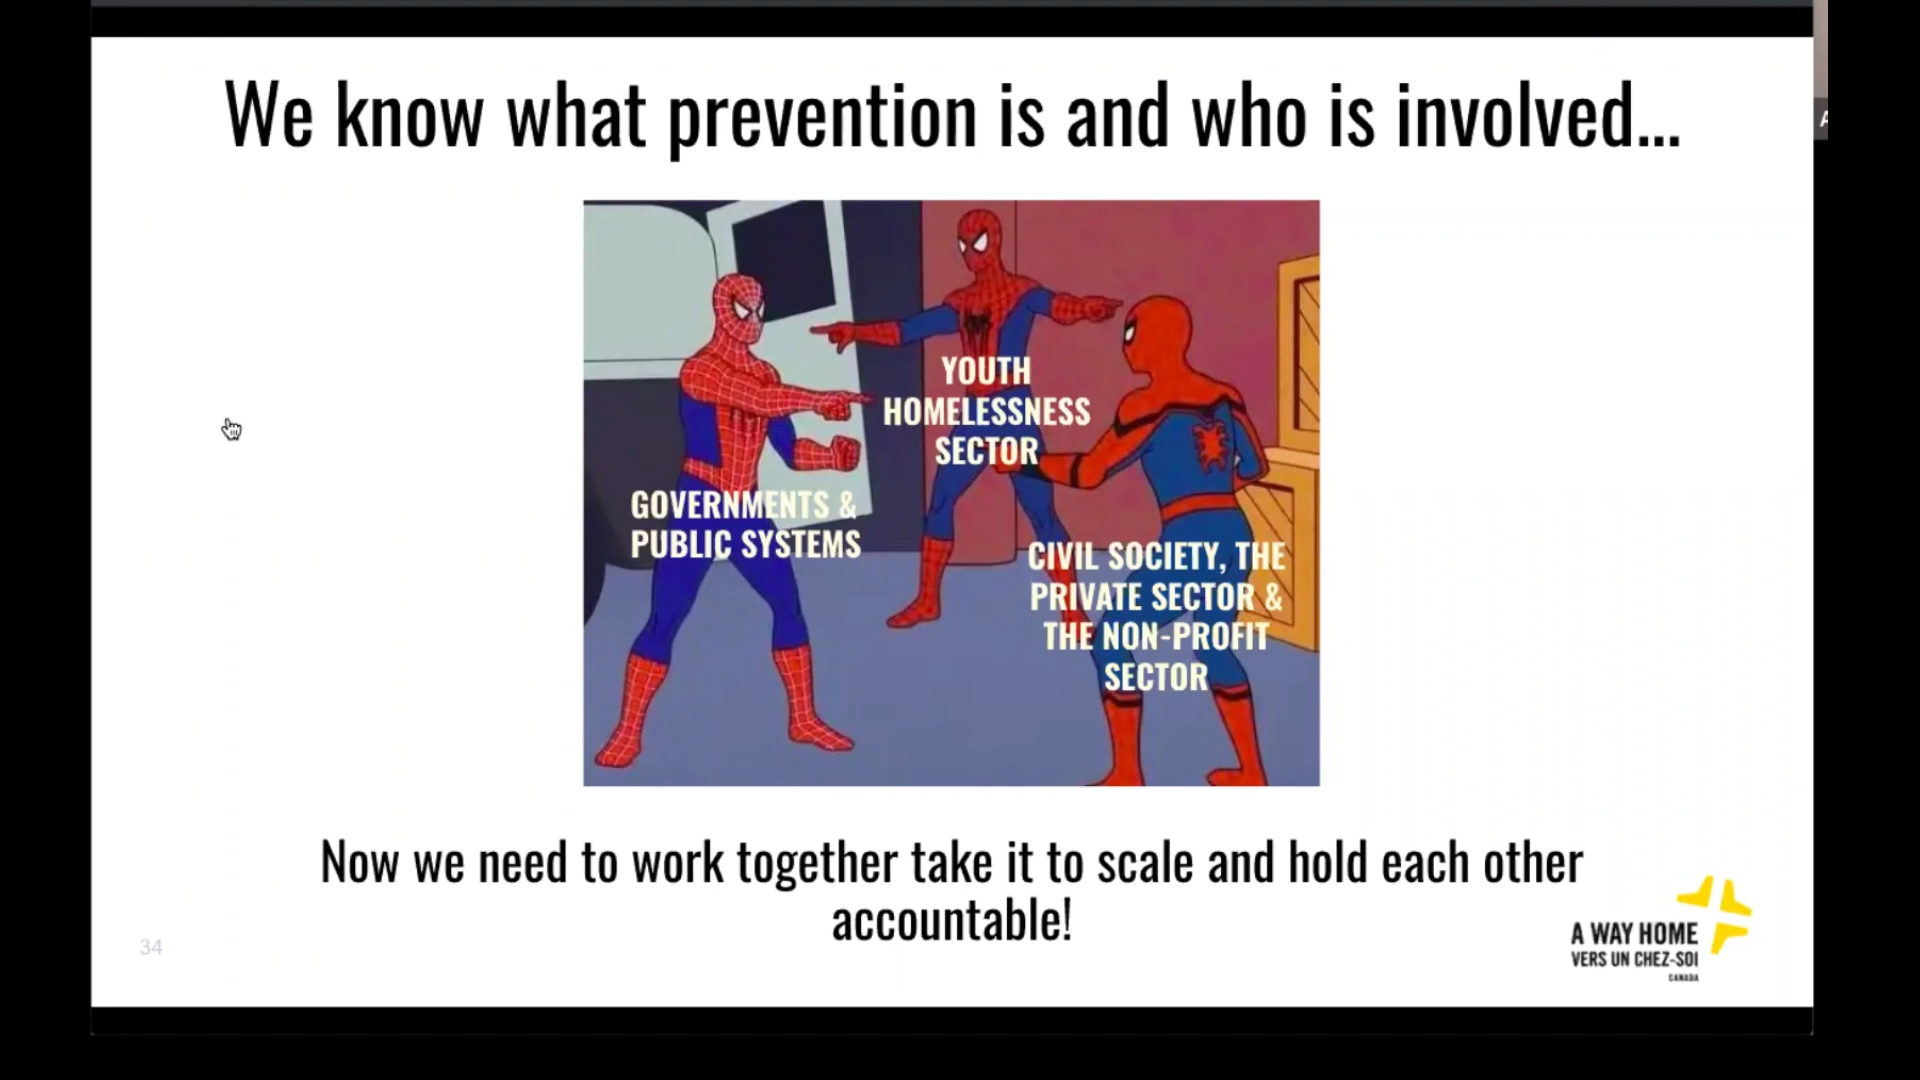 We know what prevention is and who is involved...
YOUTH
HOMELESSNESS
SECTOR
GOVERNMENTS &
PUBLIC SYSTEMS
CIVIL SOCIETY, THE
PRIVATE SECTOR &
THE NON-PROFIT
SECTOR
Now we need to work together take it to scale and hold each other
accountable!
34
A WAY HOME
VERS UN CHEZ-SOI
CANADA